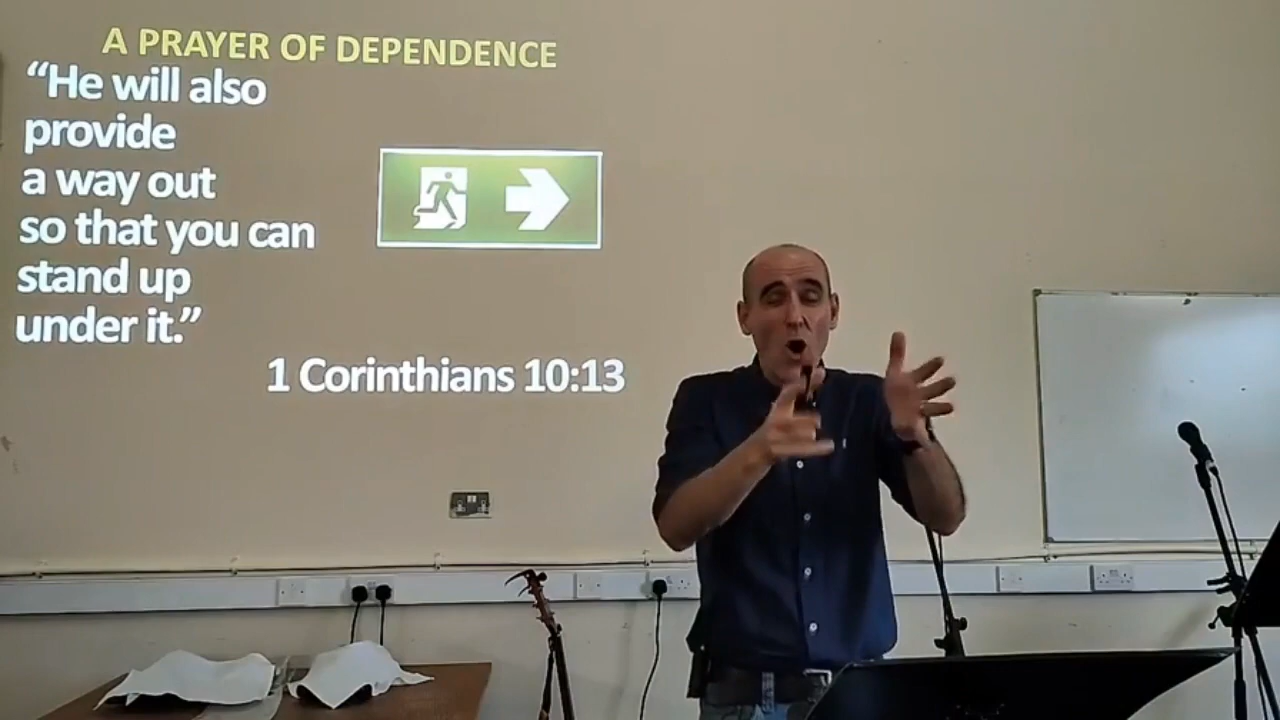 A PRAYER OF DEPENDENCE
“He will also
provide
a way out
so that you can
stand up
under it.”
1 Corinthians 10:13